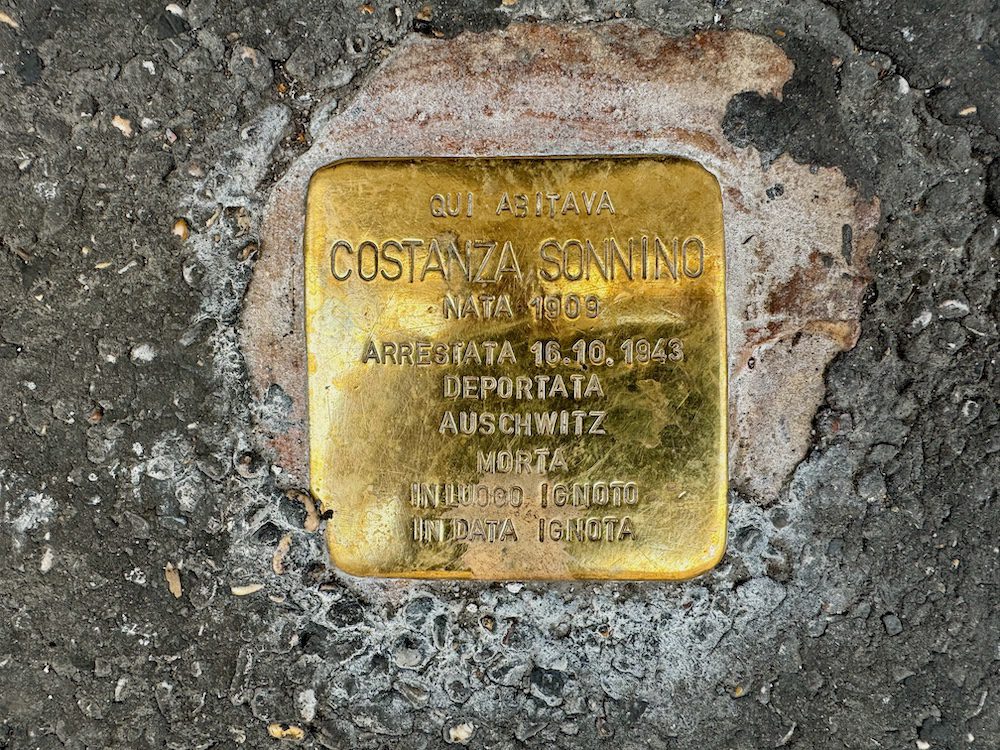 QUI ABITAVA
COSTANZA SONNINO
NATA 1909
ARRESTATA 16.10.1943
DEPORTATA
AUSCHWITZ
MORTA
IN LUOGO IGNOTO
IN DATA IGNOTA